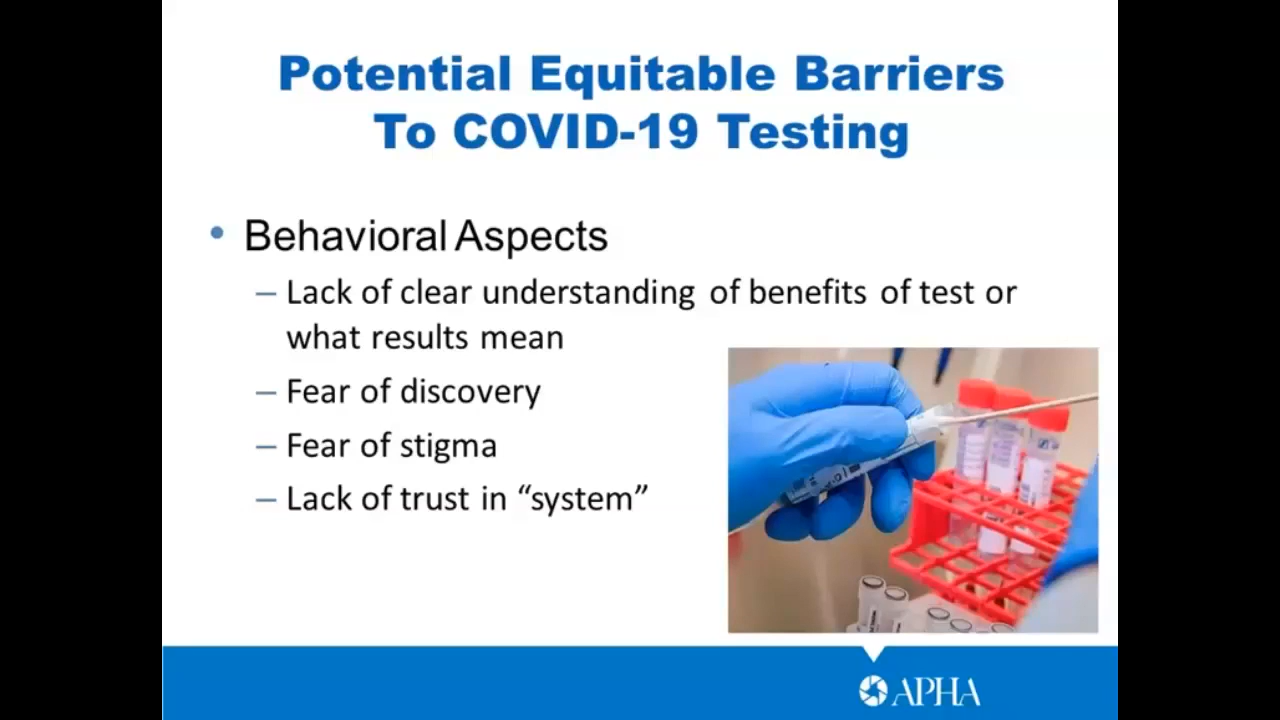 Potential Equitable Barriers
To COVID-19 Testing
• Behavioral Aspects
– Lack of clear understanding of benefits of test or
what results mean
– Fear of discovery
– Fear of stigma
– Lack of trust in “system”
APHA